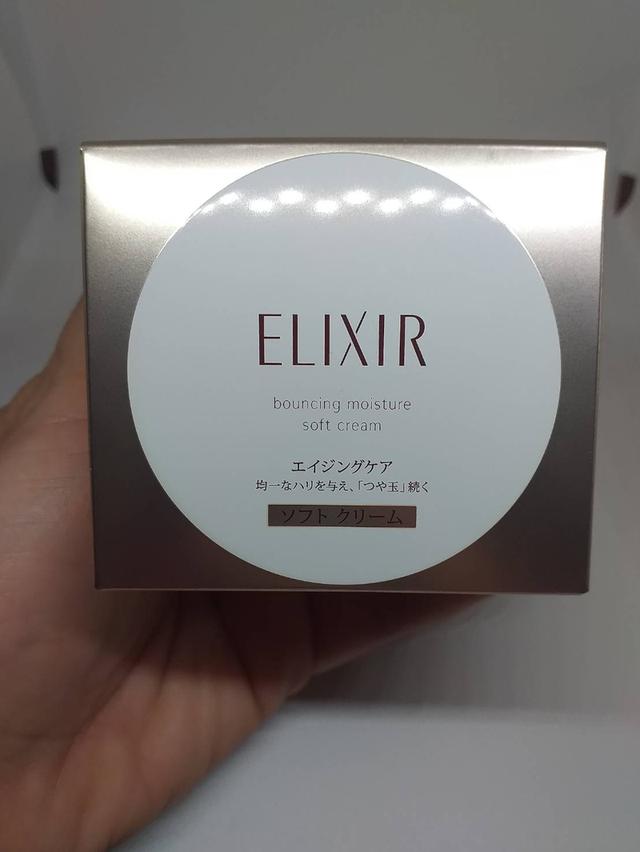 ELIXIR
bouncing moisture
soft cream
エイジングケア
均一なハリを与え、「つや玉」続く
ソフト クリーム